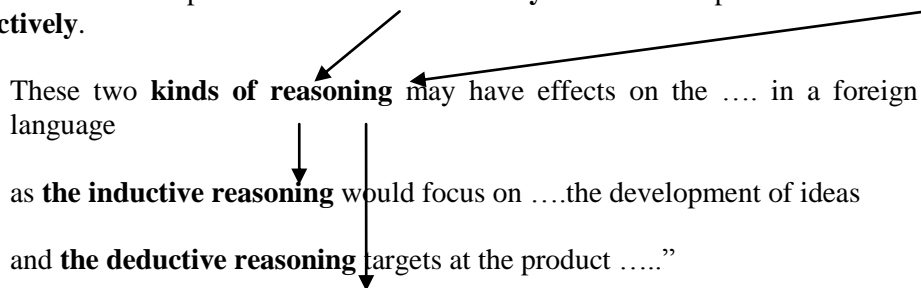 ctively.
These two kinds of reasoning may have effects on the …. in a foreign
language
as the inductive reasoning would focus on ….the development of ideas
and the deductive reasoning targets at the product …..”